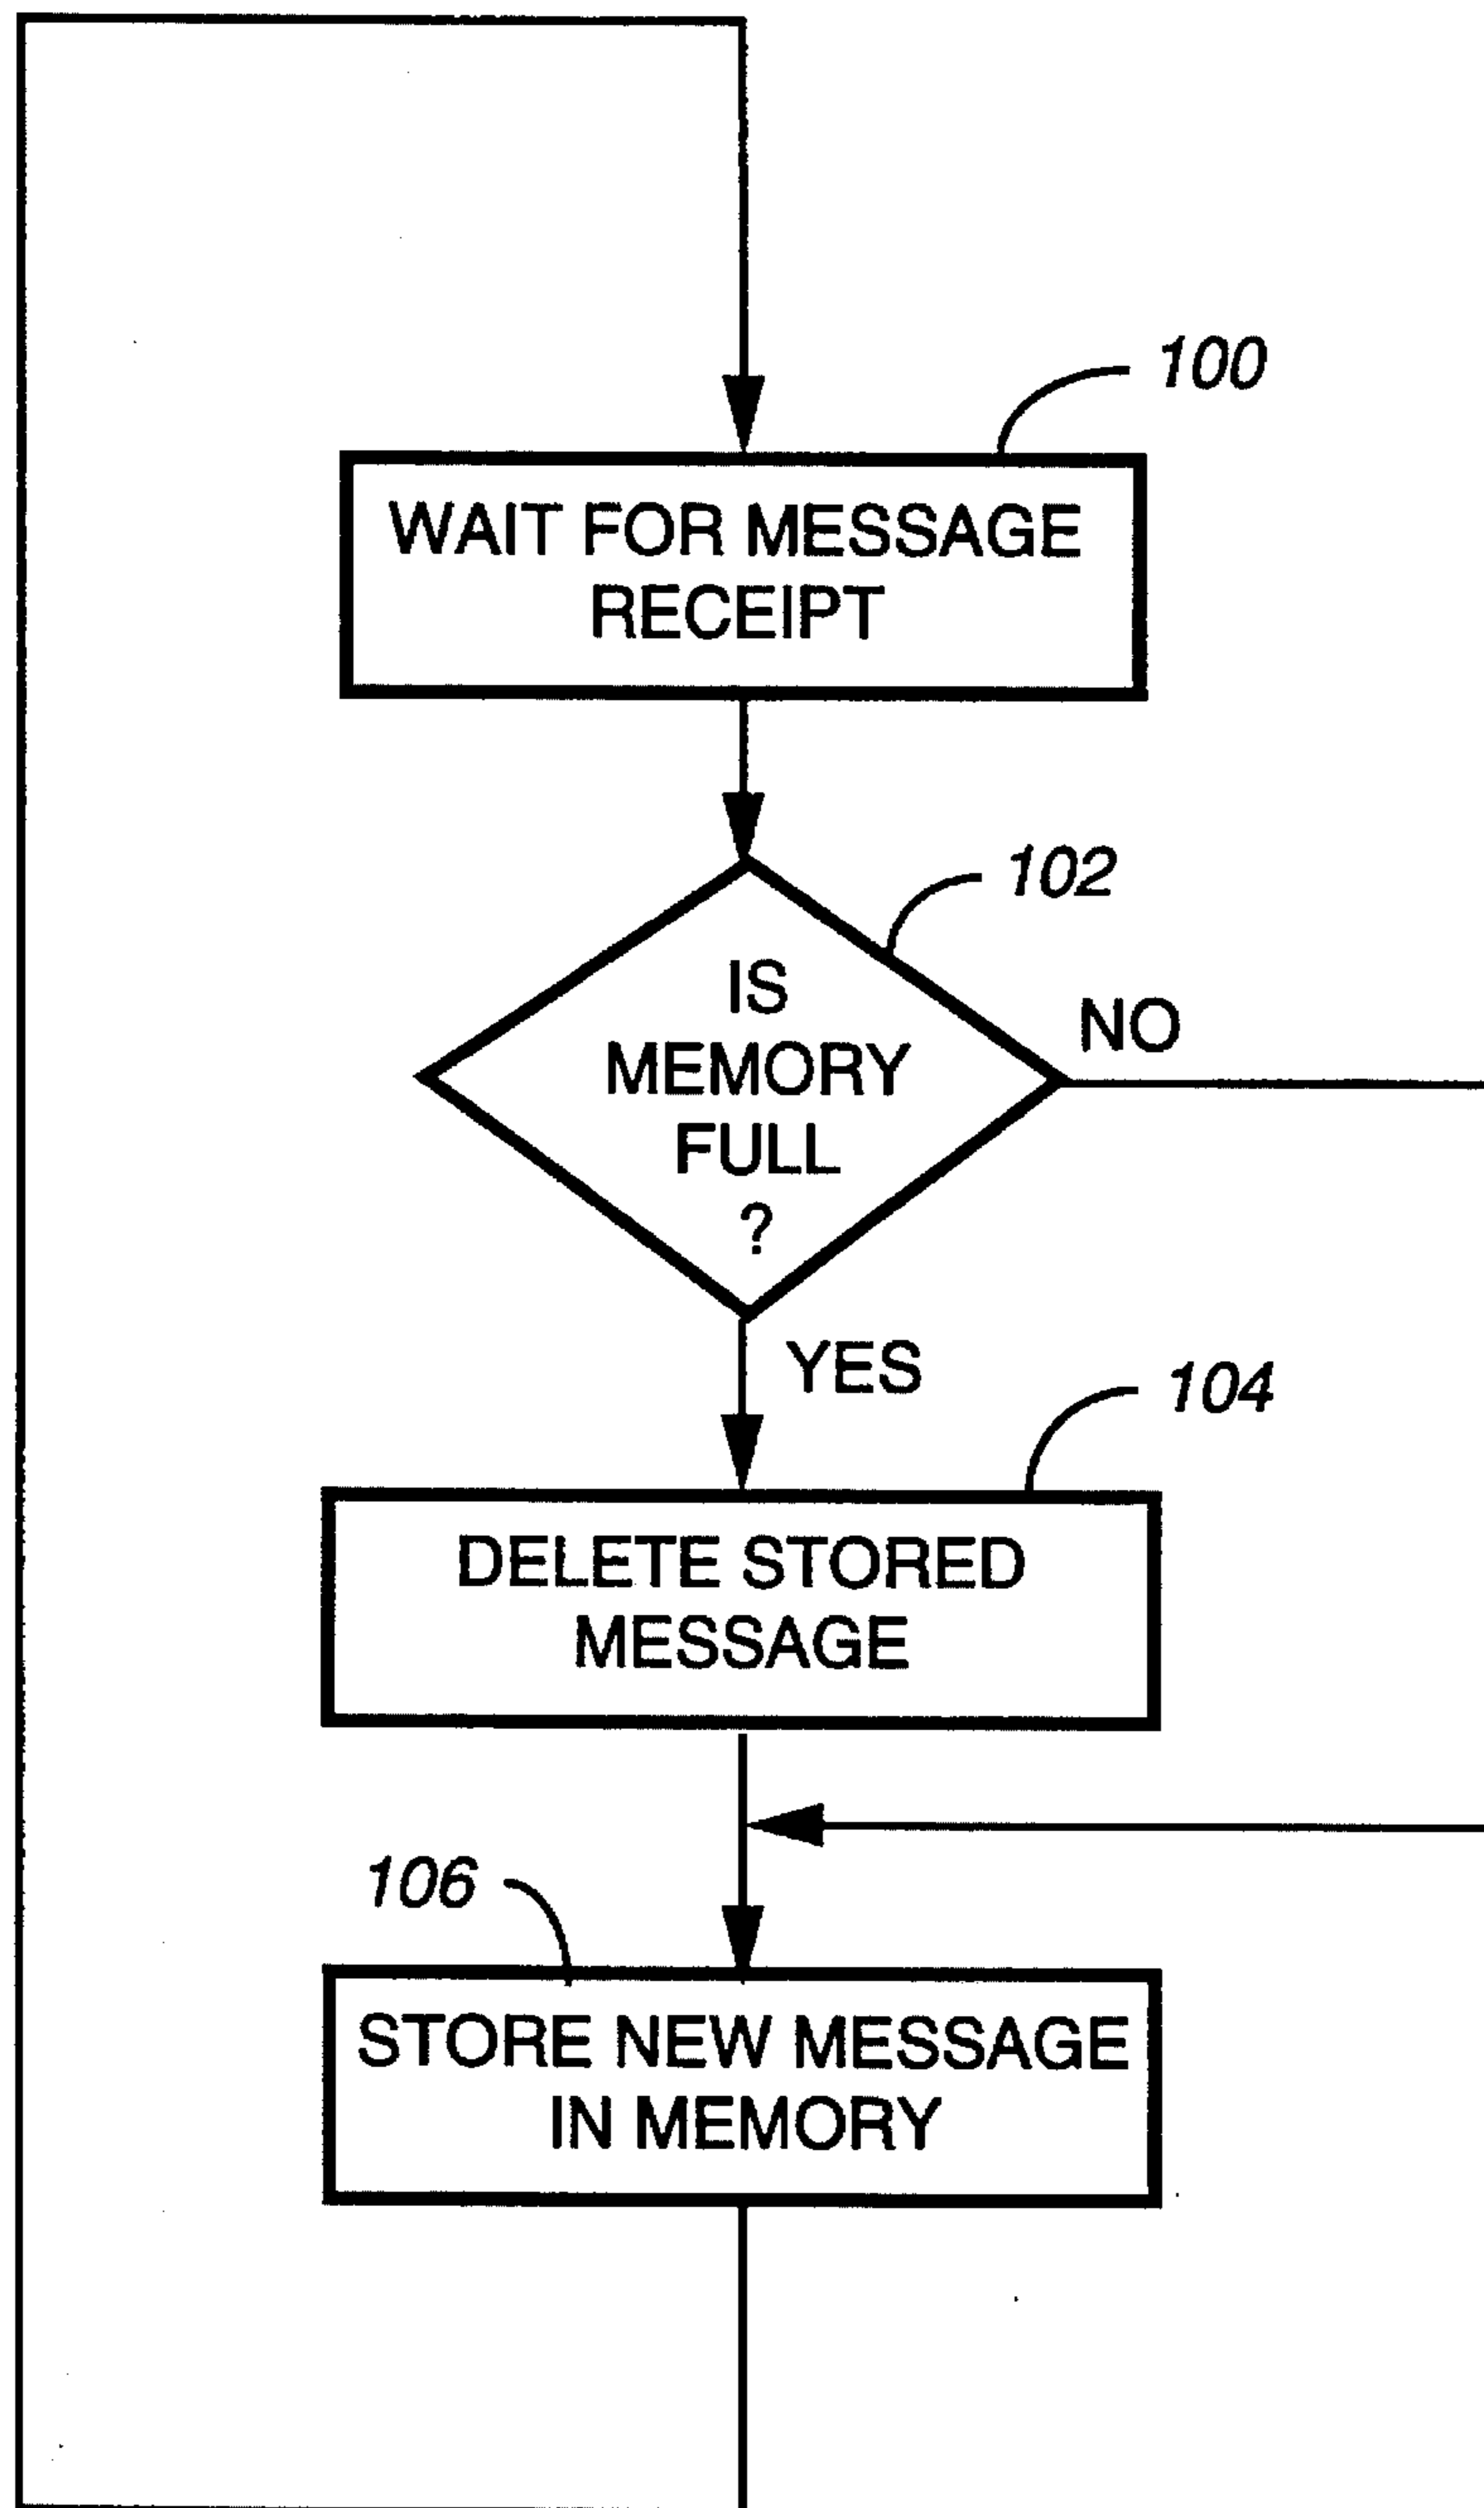 100
WAIT FOR MESSAGE
RECEIPT
102
IS
MEMORY
FULL
?
NO
YES
104
DELETE STORED
MESSAGE
106
STORE NEW MESSAGE
IN MEMORY